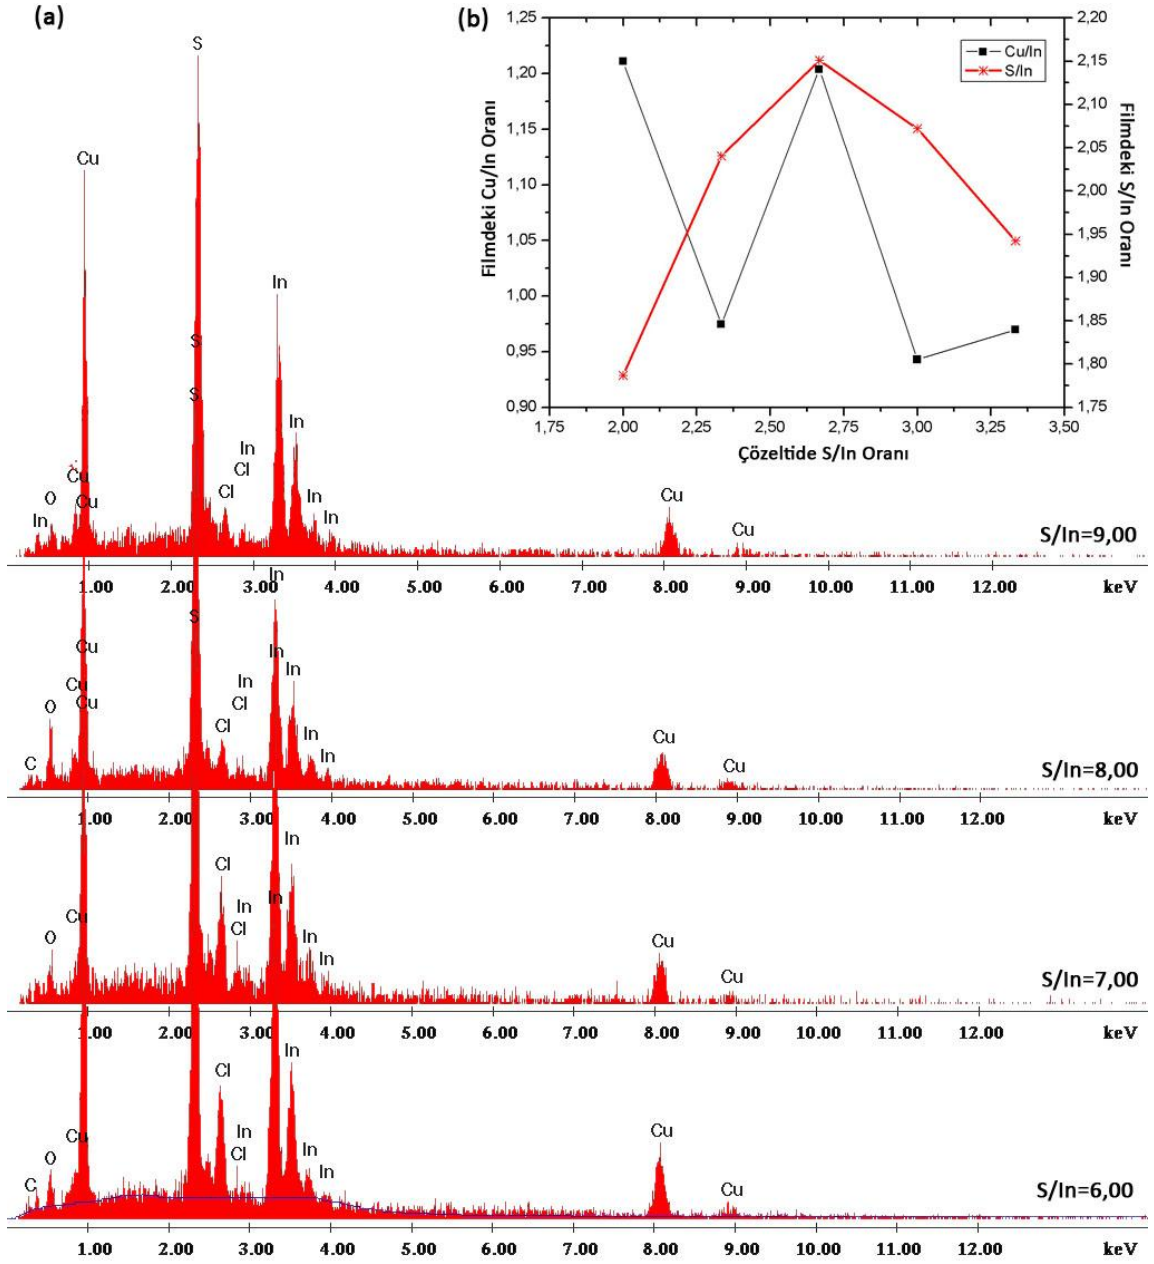 (a)
S
Cu
In
S
S
In
In
Cl
Cu
Cu
O
In
Cl
In
In
Cu
Cu
S/In=9,00
1.00 2.00 3.00 4.00 5.00 6.00 7.00 8.00 9.00 10.00 11.00 12.00 keV
In
S
Cu
In
In
Cu
In
Cl
Cu
O
Cl
In
In
C
Cu
Cu
S/In=8,00
1.00 2.00 3.00 4.00 5.00 6.00 7.00 8.00 9.00 10.00 11.00 12.00 keV
In
Cl
In
In
Cl
Cu
O
In
In
Cu
Cu
S/In=7,00
1.00 2.00 3.00 4.00 5.00 6.00 7.00 8.00 9.00 10.00 11.00 12.00 keV
In
Cl
In
Cl
Cu
O
In
In
C
Cu
Cu
S/In=6,00
1.00 2.00 3.00 4.00 5.00 6.00 7.00 8.00 9.00 10.00 11.00 12.00 keV
(b)
Filmdeki Cu/In Oranı
1,25
1,20
1,15
1,10
1,05
1,00
0,95
0,90
Cu/In
S/In
2,20
2,15
2,10
2,05
2,00
1,95
1,90
1,85
1,80
1,75
Filmdeki S/In Oranı
1,75 2,00 2,25 2,50 2,75 3,00 3,25 3,50
Çözeltide S/In Oranı